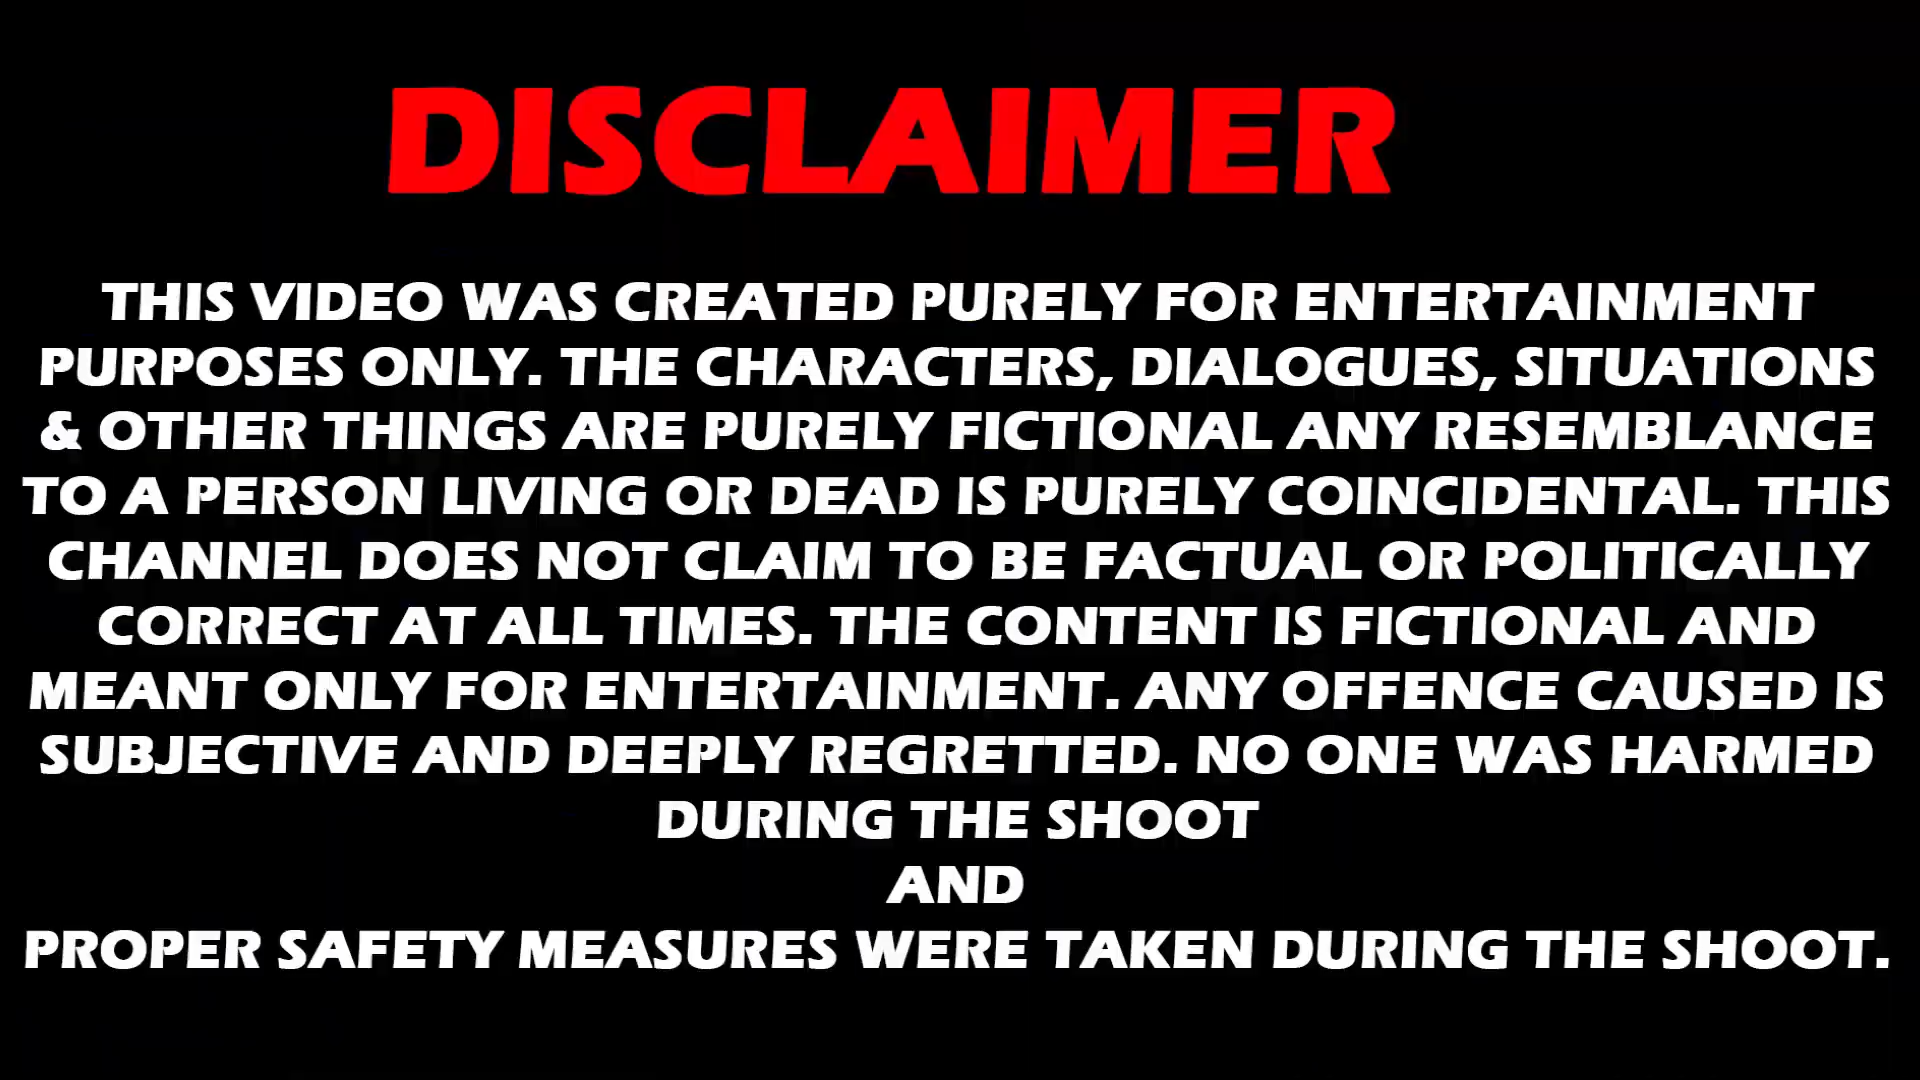 DISCLAIMER
THIS VIDEO WAS CREATED PURELY FOR ENTERTAINMENT
PURPOSES ONLY. THE CHARACTERS, DIALOGUES, SITUATIONS
& OTHER THINGS ARE PURELY FICTIONAL ANY RESEMBLANCE
TO A PERSON LIVING OR DEAD IS PURELY COINCIDENTAL. THIS
CHANNEL DOES NOT CLAIM TO BE FACTUAL OR POLITICALLY
CORRECT AT ALL TIMES. THE CONTENT IS FICTIONAL AND
MEANT ONLY FOR ENTERTAINMENT. ANY OFFENCE CAUSED IS
SUBJECTIVE AND DEEPLY REGRETTED. NO ONE WAS HARMED
DURING THE SHOOT
AND
PROPER SAFETY MEASURES WERE TAKEN DURING THE SHOOT.